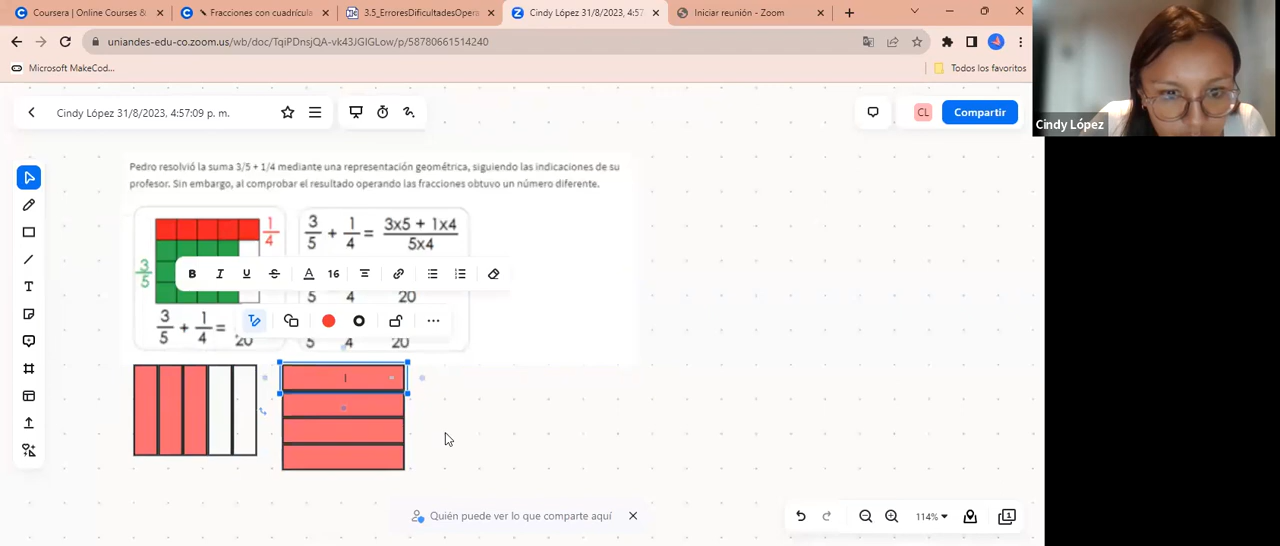 Coursera | Online Courses &
Fracciones con cuadrícula
3.5_ErroresDificultadesOpera
Cindy López 31/8/2023, 4:57
Iniciar reunión - Zoom
uniandes-edu-co.zoom.us/wb/doc/TqiPDnsjQA-vk43JGIGLow/p/58780661514240
Microsoft MakeCod...
Todos los favoritos
Cindy López
Cindy López 31/8/2023, 4:57:09 p. m.
CL
Compartir
Pedro resolvió la suma 3/5 + 1/4 mediante una representación geométrica, siguiendo las indicaciones de su
profesor. Sin embargo, al comprobar el resultado operando las fracciones obtuvo un número diferente.
1/4
3/5 + 1/4 = 3x5 + 1x4 / 5x4
B I U S A 16
3/5
5 4 20
3/5 + 1/4 = 20
5 4 20
Quién puede ver lo que comparte aquí
114%
1